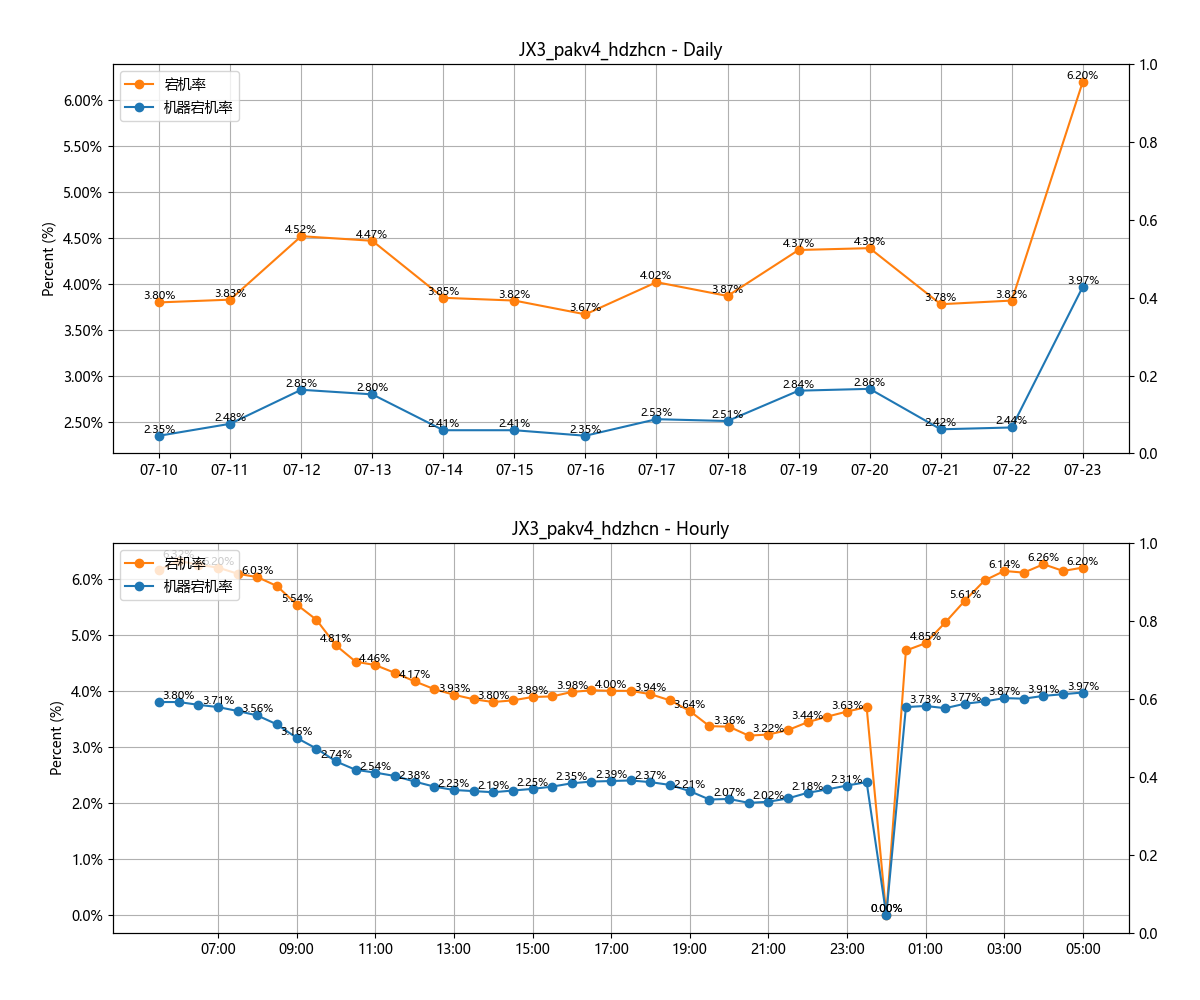 JX3_pakv4_hdzhcn - Daily
宕机率
机器宕机率
Percent (%)
6.00%
5.50%
5.00%
4.50%
4.00%
3.50%
3.00%
2.50%
1.0
0.8
0.6
0.4
0.2
0.0
3.80% 3.83% 4.52% 4.47% 3.85% 3.82% 3.67% 4.02% 3.87% 4.37% 4.39% 3.78% 3.82% 6.20%
2.35% 2.48% 2.85% 2.80% 2.41% 2.41% 2.35% 2.53% 2.51% 2.84% 2.86% 2.42% 2.44% 3.97%
07-10 07-11 07-12 07-13 07-14 07-15 07-16 07-17 07-18 07-19 07-20 07-21 07-22 07-23
JX3_pakv4_hdzhcn - Hourly
宕机率
机器宕机率
Percent (%)
6.0%
5.0%
4.0%
3.0%
2.0%
1.0%
0.0%
1.0
0.8
0.6
0.4
0.2
0.0
6.20% 6.03% 5.54% 4.81% 4.46% 4.17% 3.93% 3.80% 3.89% 3.98% 4.00% 3.94% 3.64% 3.36% 3.22% 3.44% 3.63% 0.00% 4.85% 5.61% 6.14% 6.26% 6.20%
3.80% 3.71% 3.56% 3.16% 2.74% 2.54% 2.38% 2.23% 2.19% 2.25% 2.35% 2.39% 2.37% 2.21% 2.07% 2.02% 2.18% 2.31% 0.00% 3.73% 3.77% 3.87% 3.91% 3.97%
07:00 09:00 11:00 13:00 15:00 17:00 19:00 21:00 23:00 01:00 03:00 05:00